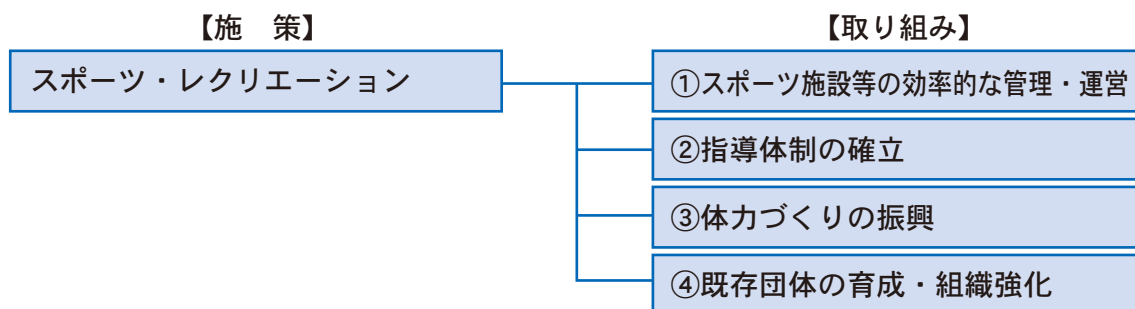 【施　策】
【取り組み】
スポーツ・レクリエーション
①スポーツ施設等の効率的な管理・運営
②指導体制の確立
③体力づくりの振興
④既存団体の育成・組織強化